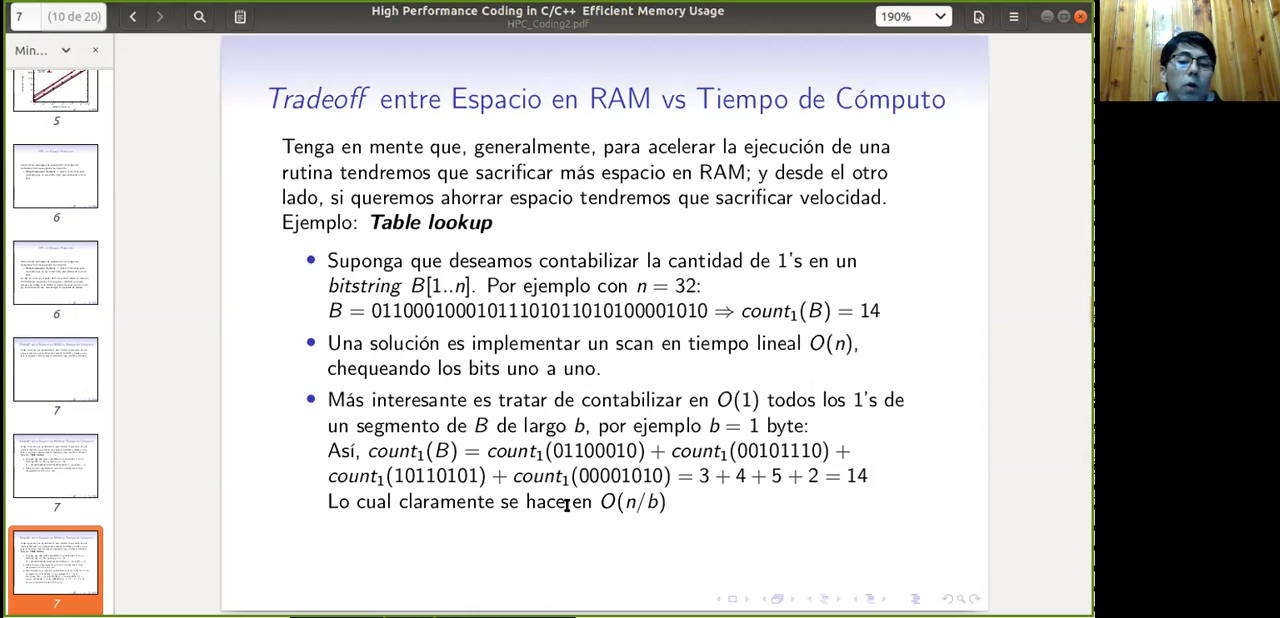 7 (10 de 20)
High Performance Coding in C/C++ Efficient Memory Usage
HPC_Coding2.pdf
190%
Min...
5
6
6
7
7
7
Tradeoff entre Espacio en RAM vs Tiempo de Cómputo
Tenga en mente que, generalmente, para acelerar la ejecución de una
rutina tendremos que sacrificar más espacio en RAM; y desde el otro
lado, si queremos ahorrar espacio tendremos que sacrificar velocidad.
Ejemplo: Table lookup
• Suponga que deseamos contabilizar la cantidad de 1's en un
bitstring B[1..n]. Por ejemplo con n = 32:
B = 01100010001011101011010100001010 ⇒ count₁(B) = 14
• Una solución es implementar un scan en tiempo lineal O(n),
chequeando los bits uno a uno.
• Más interesante es tratar de contabilizar en O(1) todos los 1's de
un segmento de B de largo b, por ejemplo b = 1 byte:
Así, count₁(B) = count₁(01100010) + count₁(00101110) +
count₁(10110101) + count₁(00001010) = 3 + 4 + 5 + 2 = 14
Lo cual claramente se hace en O(n/b)